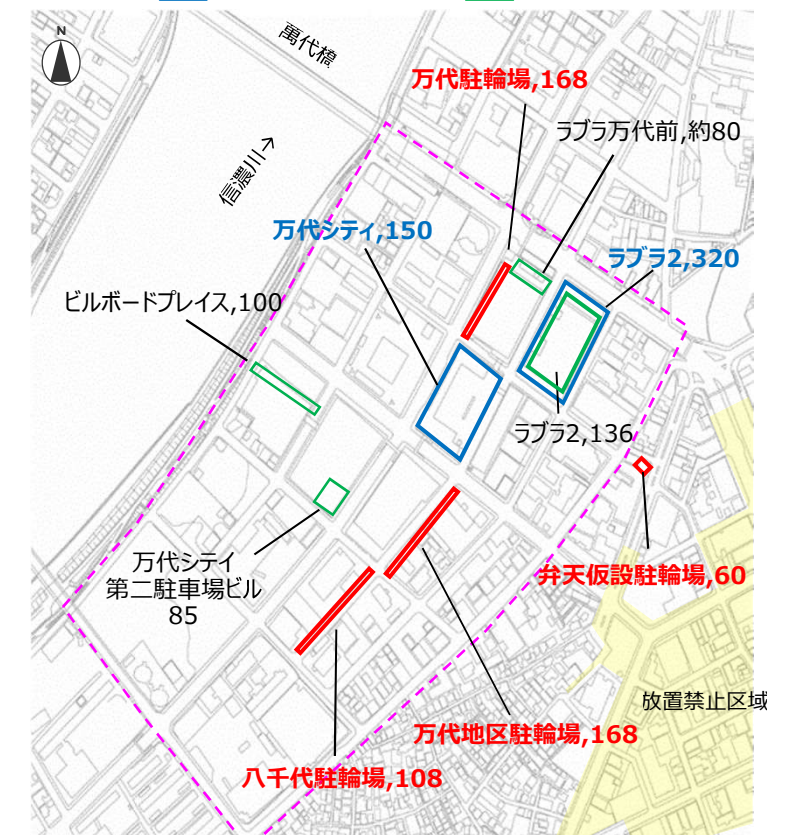 N
萬代橋
万代駐輪場,168
ラブラ万代前,約80
信濃川→
万代シティ,150
ラブラ2,320
ビルボードプレイス,100
ラブラ2,136
万代シテイ
第二駐車場ビル
85
弁天仮設駐輪場,60
放置禁止区域
万代地区駐輪場,168
八千代駐輪場,108